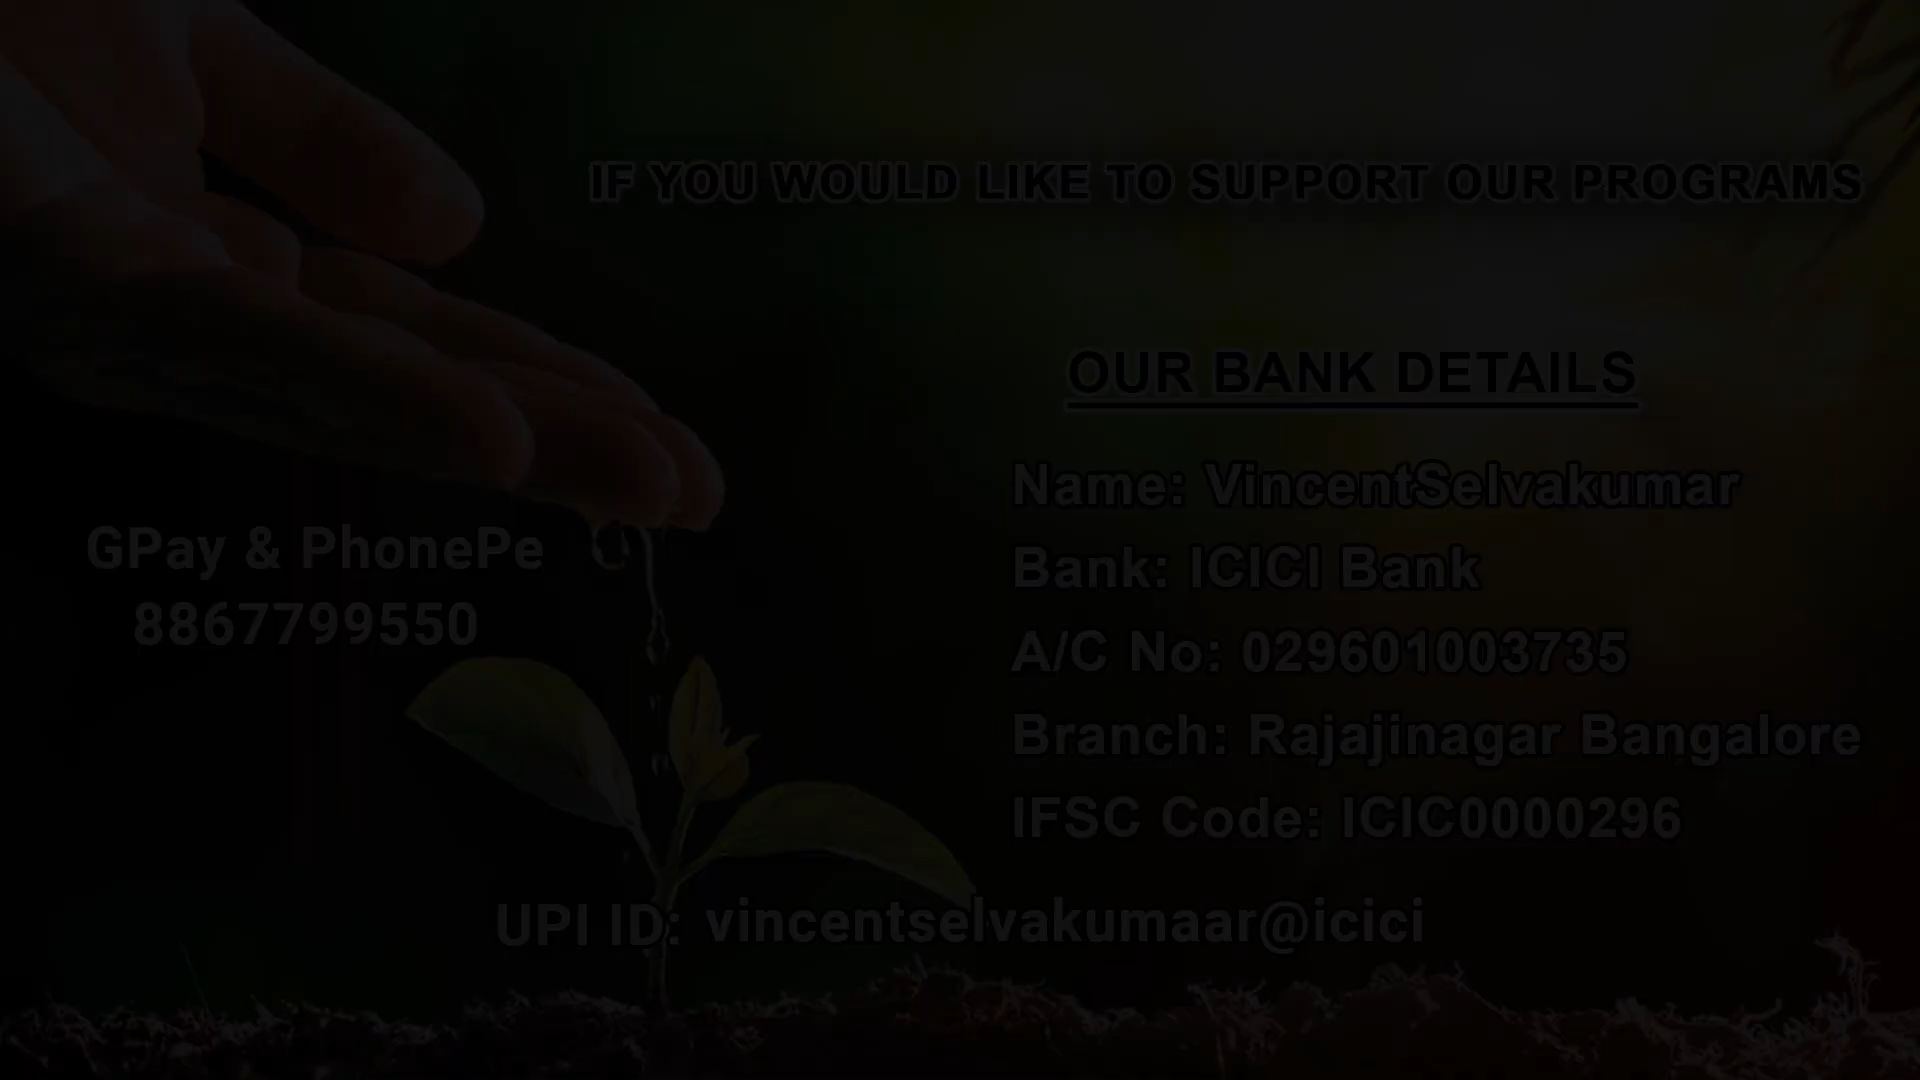 IF YOU WOULD LIKE TO SUPPORT OUR PROGRAMS
OUR BANK DETAILS
Name: VincentSelvakumar
Bank: ICICI Bank
A/C No: 029601003735
Branch: Rajajinagar Bangalore
IFSC Code: ICIC0000296
GPay & PhonePe
8867799550
UPI ID: vincentselvakumaar@icici